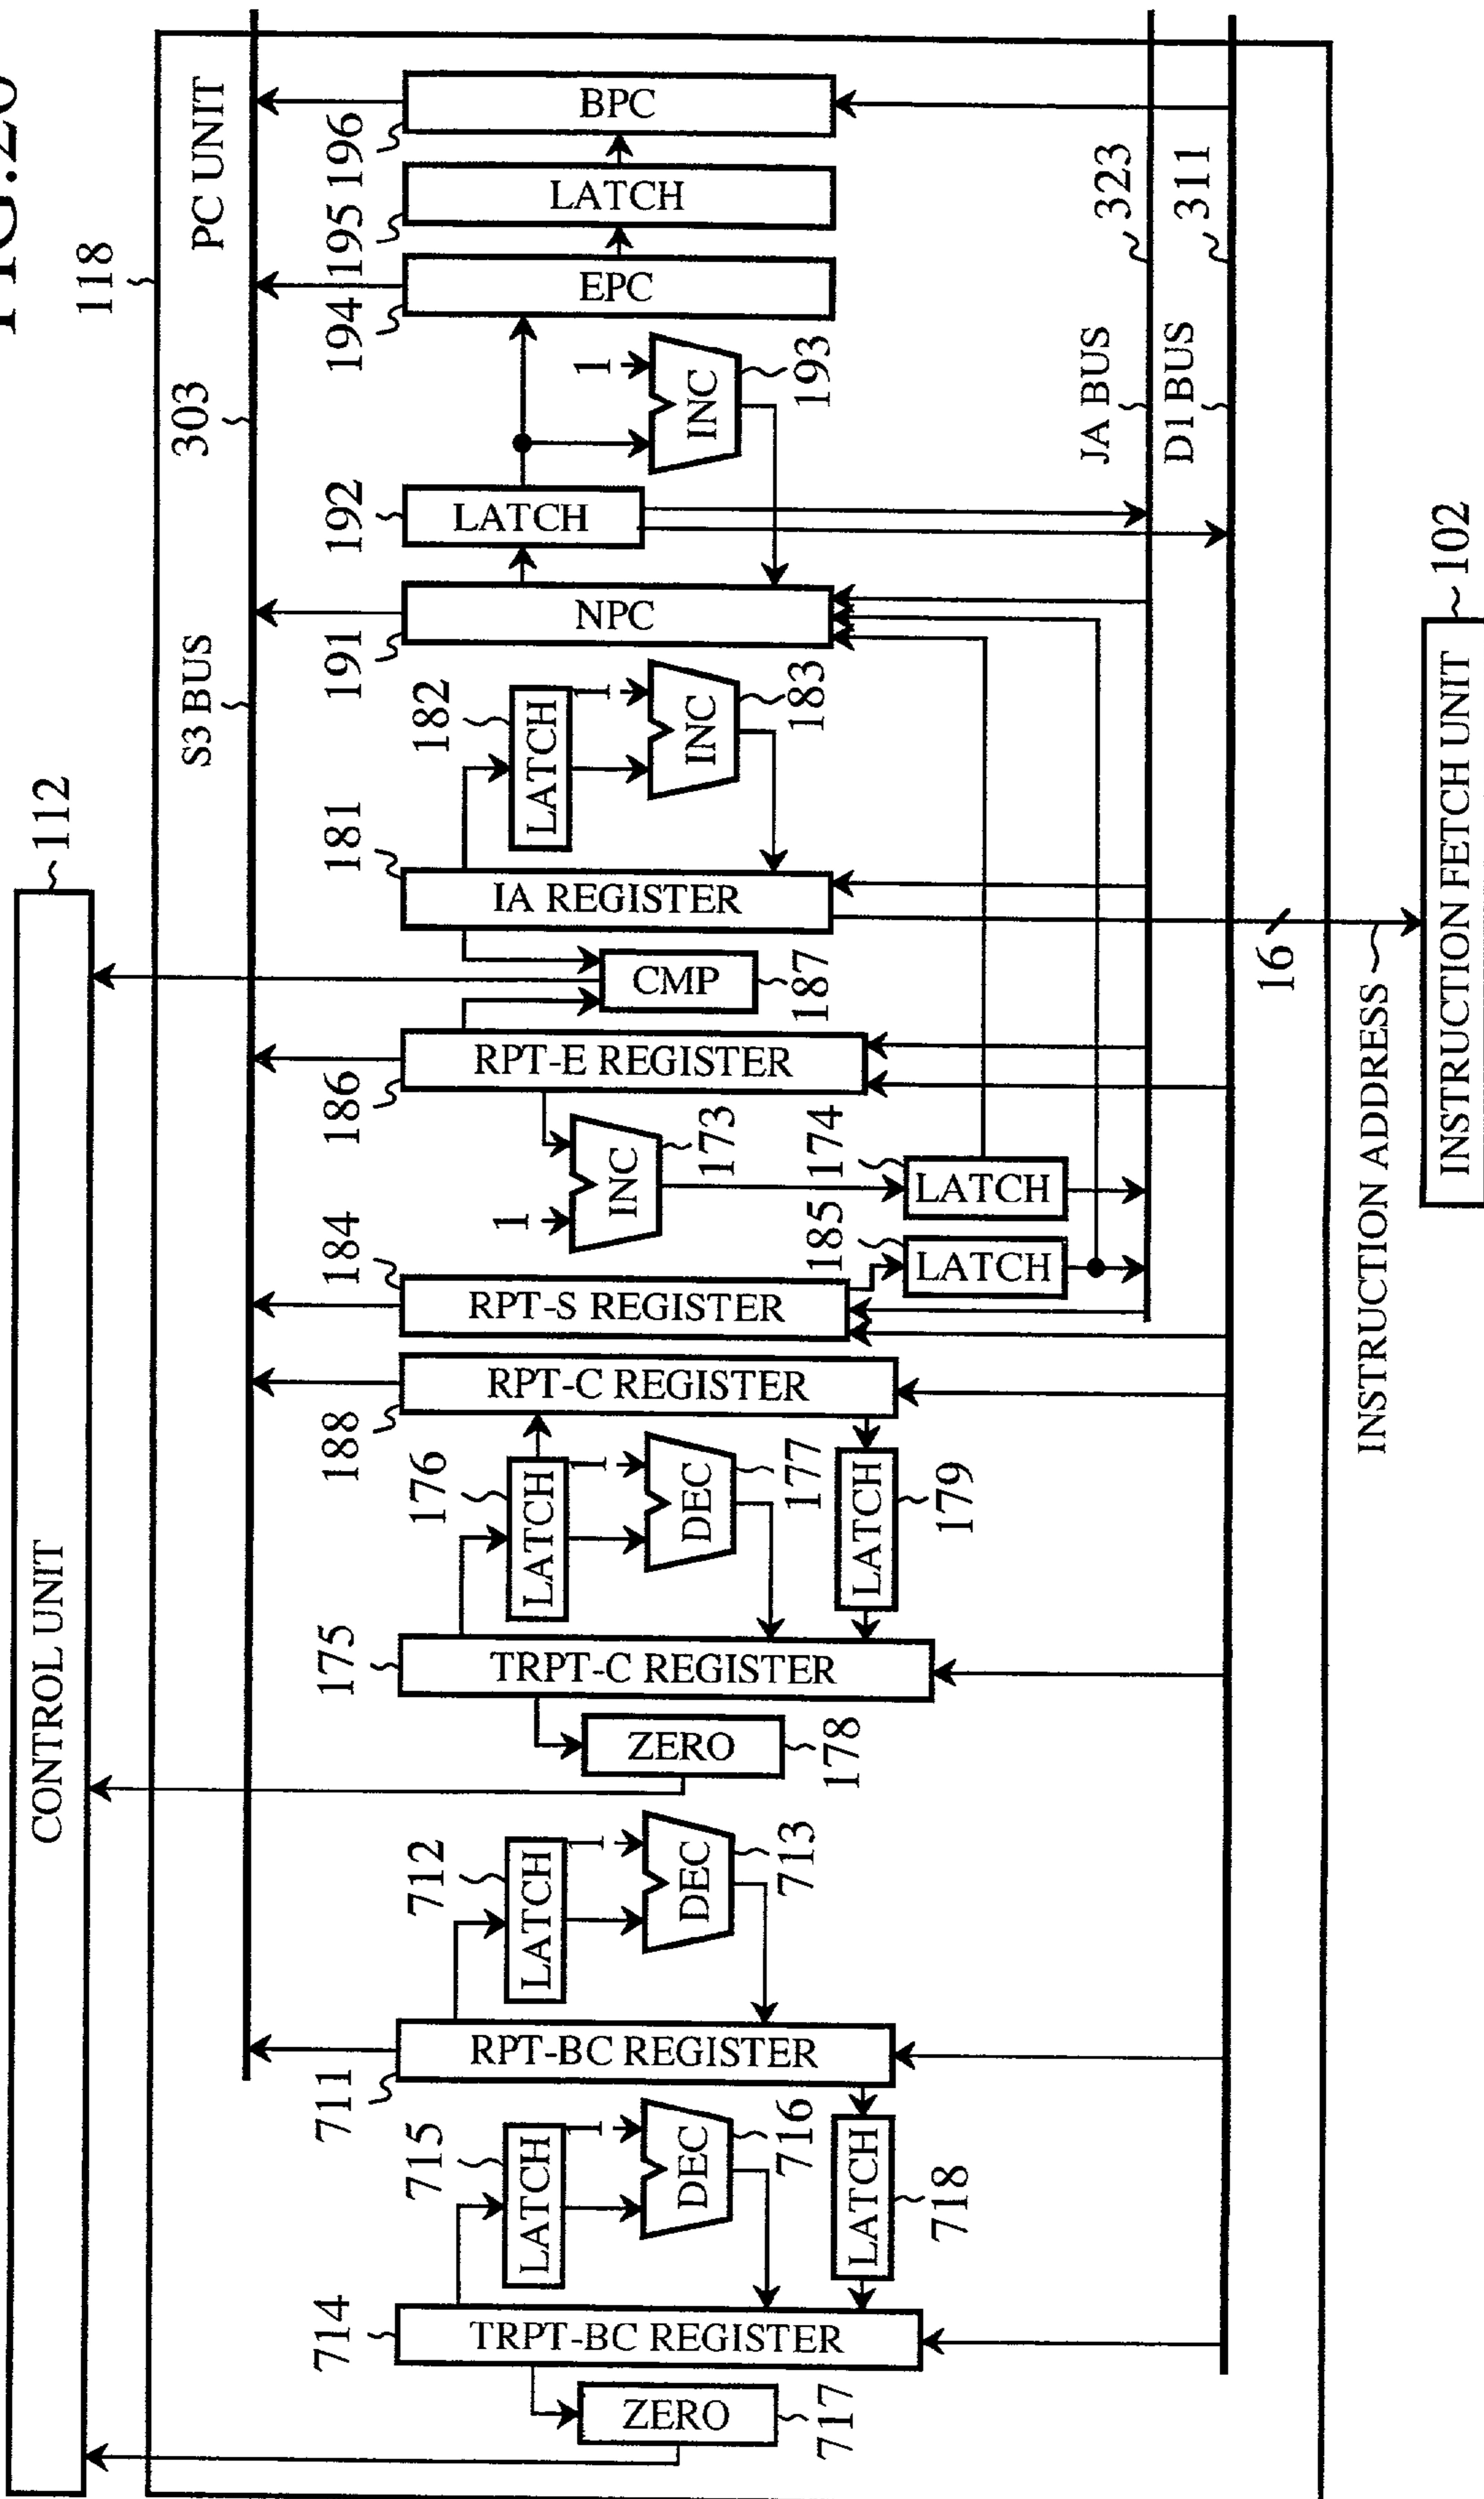 FIG.26
118
PC UNIT
303
S3 BUS
112
CONTROL UNIT
196
BPC
195
LATCH
194
EPC
1
INC
193
192
LATCH
191
NPC
182
LATCH
1
INC
183
181
IA REGISTER
CMP
187
186
RPT-E REGISTER
1
INC
173
174
LATCH
185
LATCH
184
RPT-S REGISTER
188
RPT-C REGISTER
176
LATCH
1
DEC
177
LATCH
179
175
TRPT-C REGISTER
ZERO
178
712
LATCH
1
DEC
713
711
RPT-BC REGISTER
715
LATCH
1
DEC
716
LATCH
718
714
TRPT-BC REGISTER
ZERO
717
JA BUS
323
D1 BUS
311
16
INSTRUCTION ADDRESS
INSTRUCTION FETCH UNIT
102